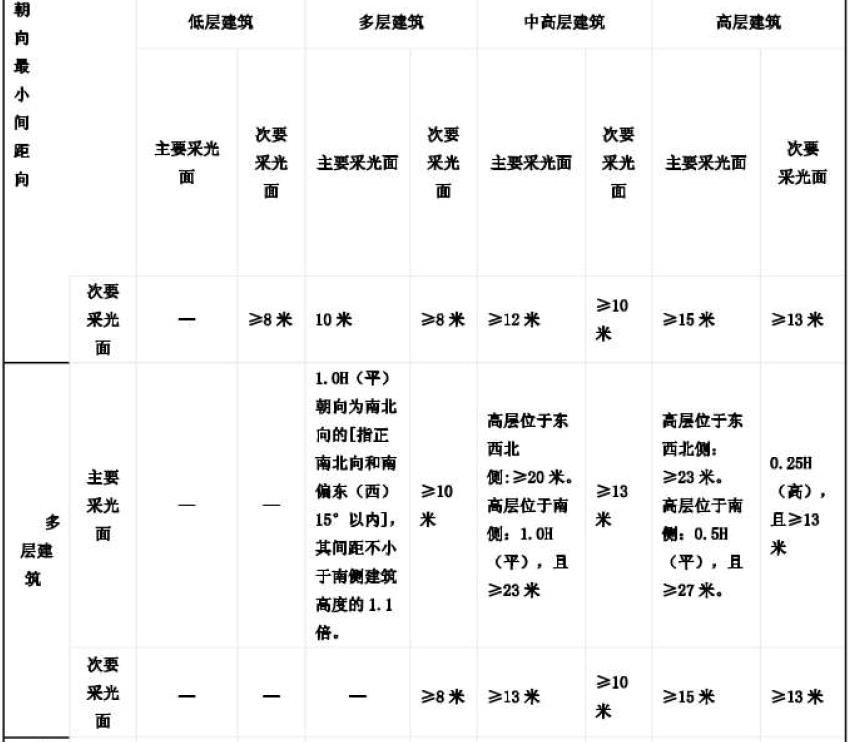 朝
向
最
小
间
距
向
低层建筑
多层建筑
中高层建筑
高层建筑
主要采光
面
次要
采光
面
主要采光面
次要
采光
面
主要采光面
次要
采光
面
主要采光面
次要
采光面
次要
采光
面
—
≥8 米
10 米
≥8 米
≥12 米
≥10
米
≥15 米
≥13 米
多
层建
筑
主要
采光
面
—
—
1.0H（平）
朝向为南北
向的[指正
南北向和南
偏东（西）
15° 以内]，
其间距不小
于南侧建筑
高度的 1.1
倍。
≥10
米
高层位于东
西北
侧:≥20 米。
高层位于南
侧：1.0H
（平），且
≥23 米
≥13
米
高层位于东
西北侧：
≥23 米。
高层位于南
侧：0.5H
（平），且
≥27 米。
0.25H
（高），
且≥13
米
次要
采光
面
—
—
—
≥8 米
≥13 米
≥10
米
≥15 米
≥13 米